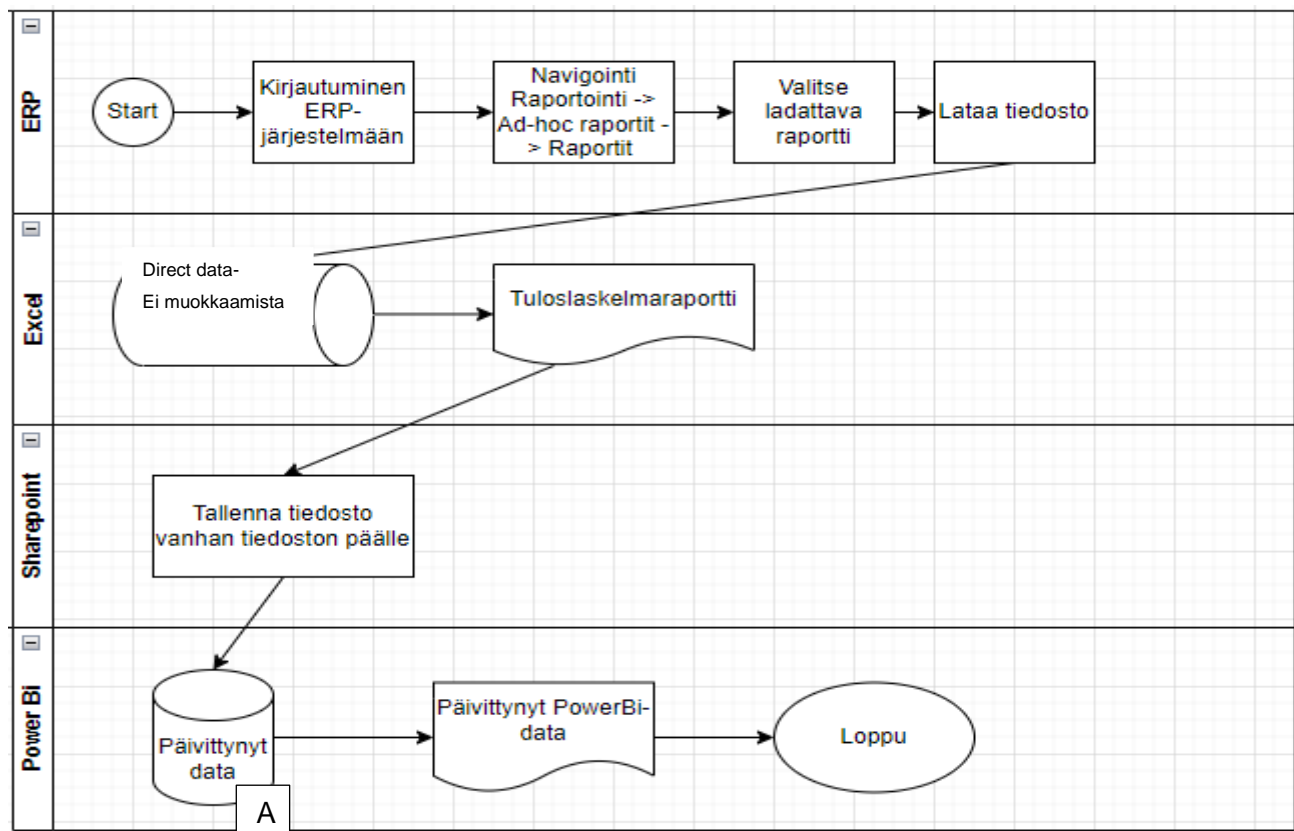 ERP
Start
Kirjautuminen
ERP-
järjestelmään
Navigointi
Raportointi ->
Ad-hoc raportit -
> Raportit
Valitse
ladattava
raportti
Lataa tiedosto
Excel
Direct data-
Ei muokkaamista
Tuloslaskelmaraportti
Sharepoint
Tallenna tiedosto
vanhan tiedoston päälle
Power Bi
Päivittynyt
data
A
Päivittynyt PowerBi-
data
Loppu